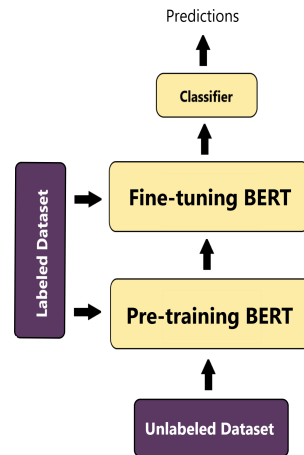 Predictions
Classifier
Fine-tuning BERT
Labeled Dataset
Pre-training BERT
Unlabeled Dataset